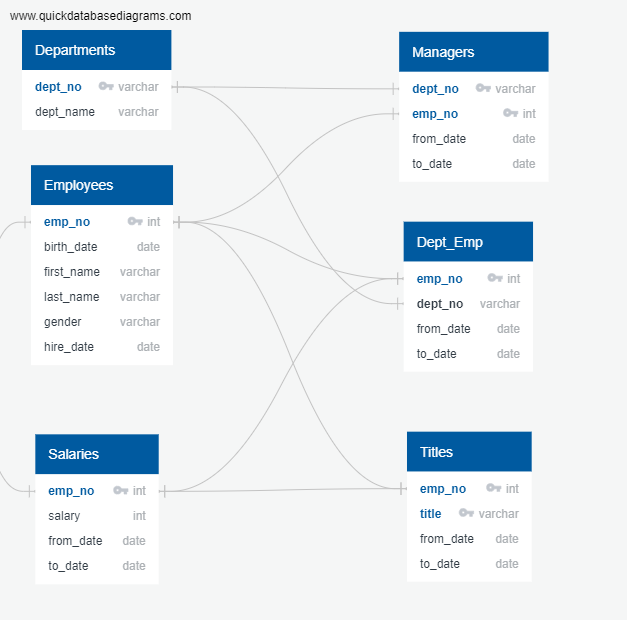 www.quickdatabasediagrams.com
Departments
dept_no varchar
dept_name varchar
Managers
dept_no varchar
emp_no int
from_date date
to_date date
Employees
emp_no int
birth_date date
first_name varchar
last_name varchar
gender varchar
hire_date date
Dept_Emp
emp_no int
dept_no varchar
from_date date
to_date date
Salaries
emp_no int
salary int
from_date date
to_date date
Titles
emp_no int
title varchar
from_date date
to_date date